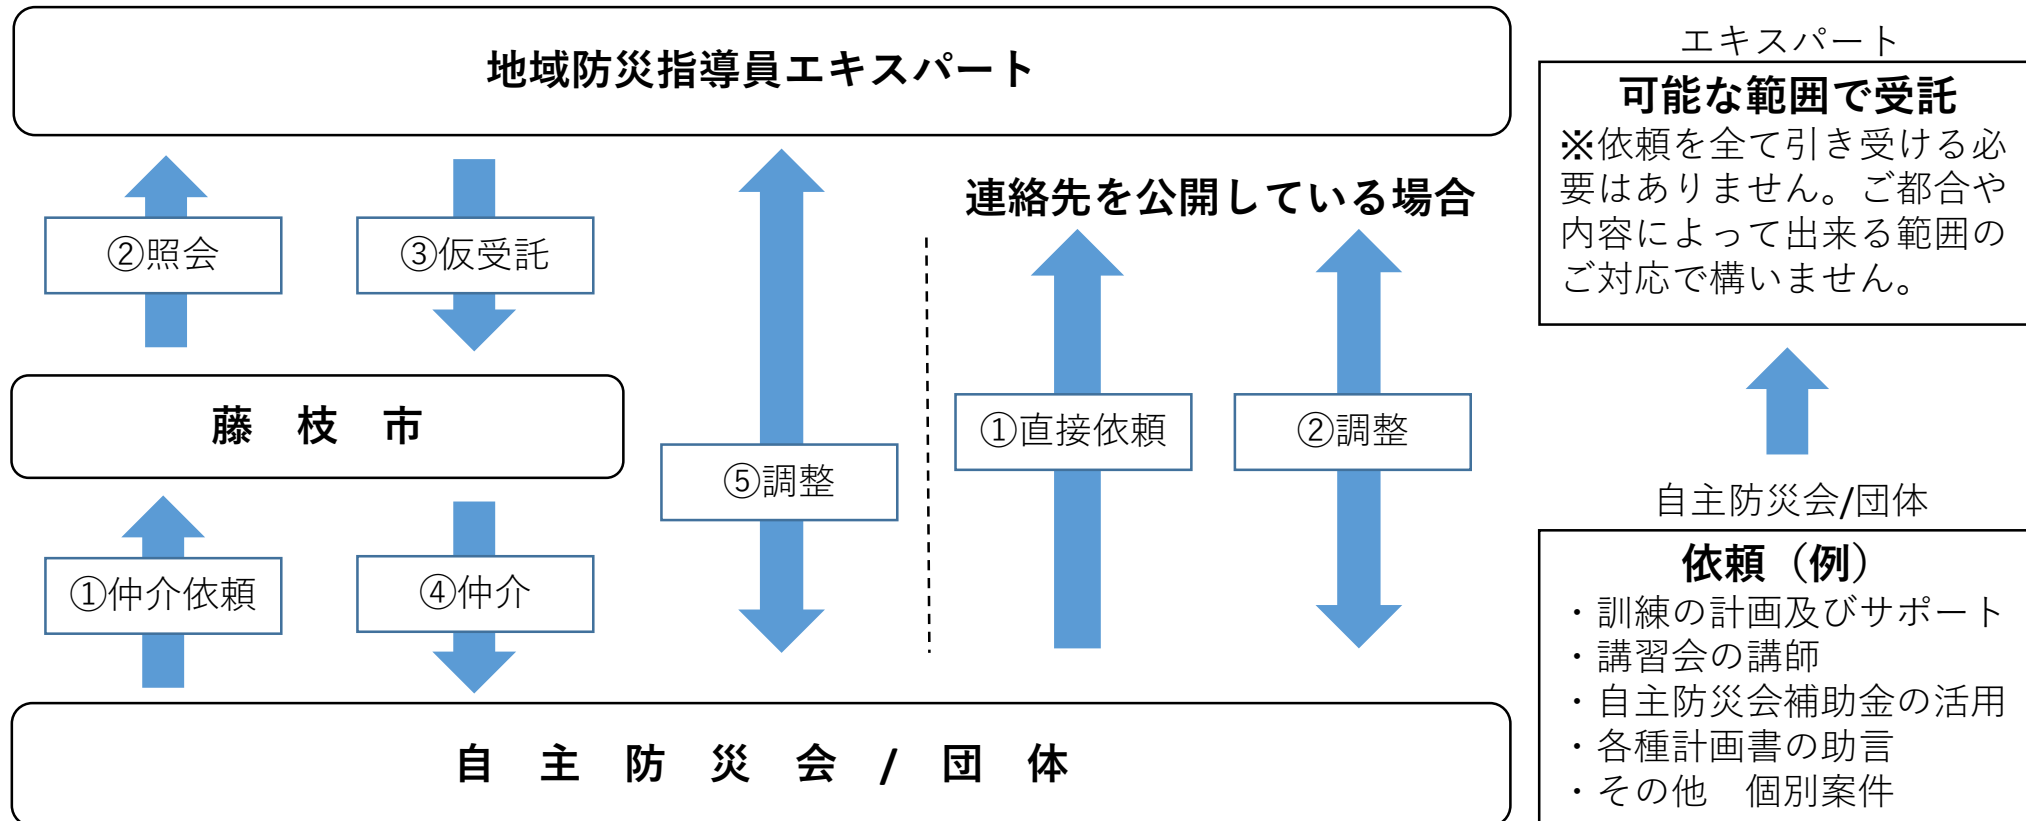 地域防災指導員エキスパート
②照会
③仮受託
藤　枝　市
①仲介依頼
④仲介
⑤調整
連絡先を公開している場合
①直接依頼
②調整
自　主　防　災　会　/　団　体
エキスパート
可能な範囲で受託
※依頼を全て引き受ける必
要はありません。ご都合や
内容によって出来る範囲の
ご対応で構いません。
自主防災会/団体
依頼（例）
・訓練の計画及びサポート
・講習会の講師
・自主防災会補助金の活用
・各種計画書の助言
・その他　個別案件